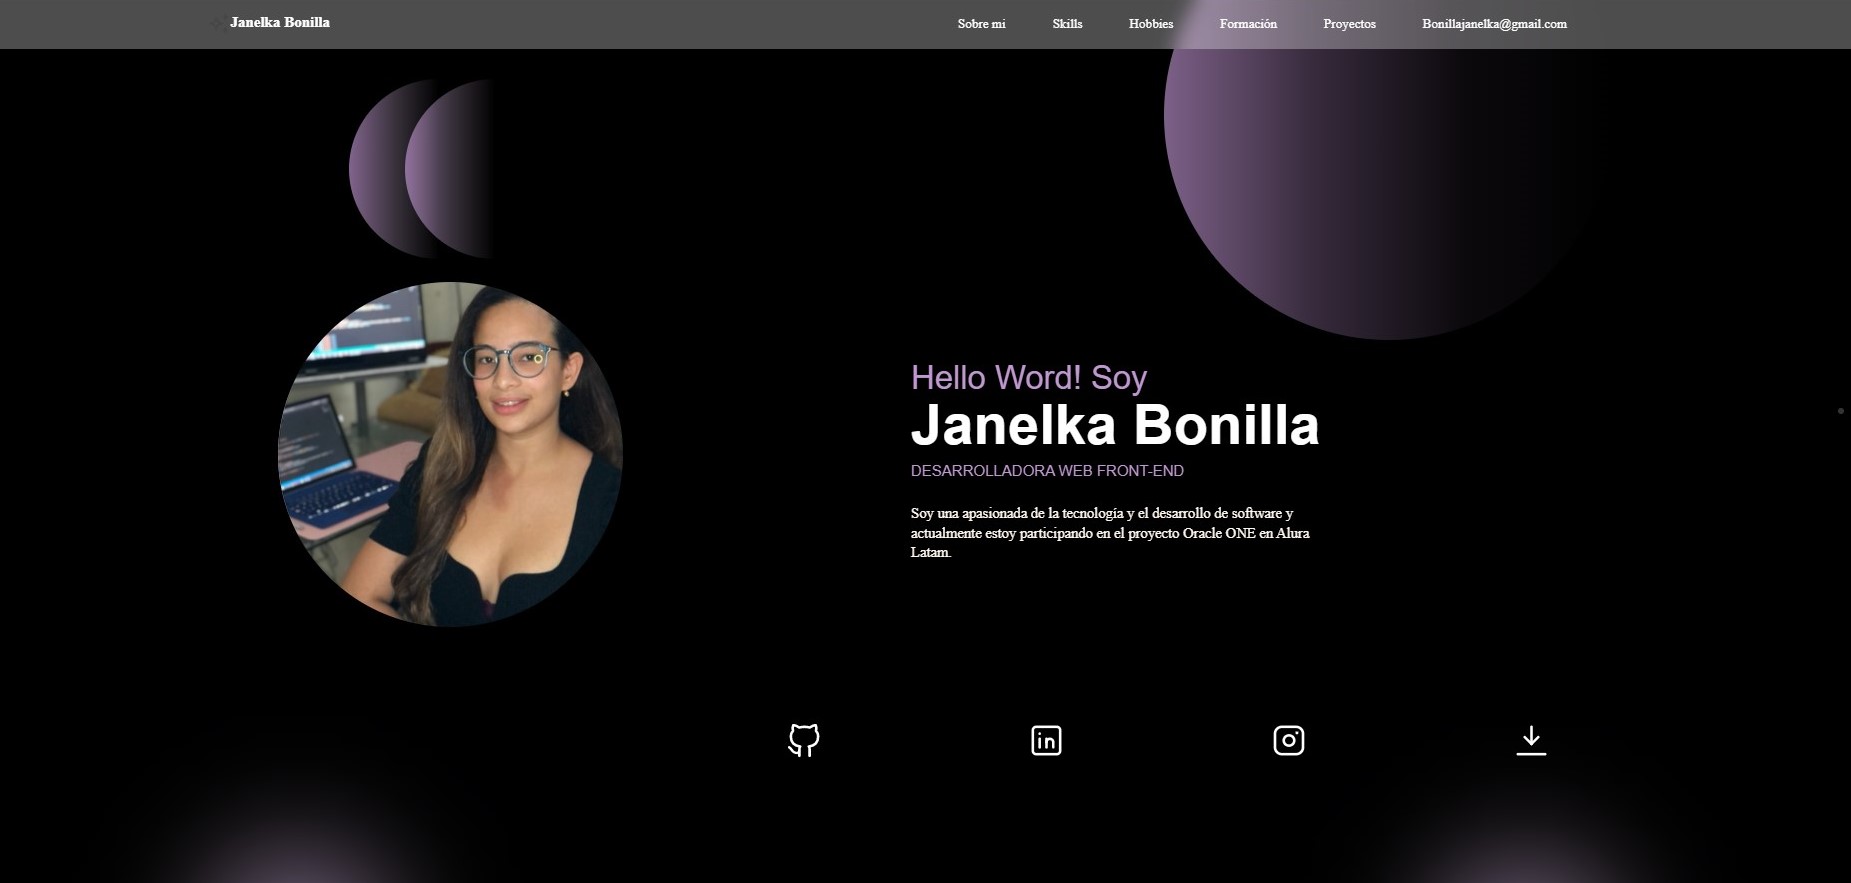 Janelka Bonilla
Sobre mi
Skills
Hobbies
Formación
Proyectos
Bonillajanelka@gmail.com
Hello Word! Soy
Janelka Bonilla
DESARROLLADORA WEB FRONT-END
Soy una apasionada de la tecnología y el desarrollo de software y
actualmente estoy participando en el proyecto Oracle ONE en Alura
Latam.
in